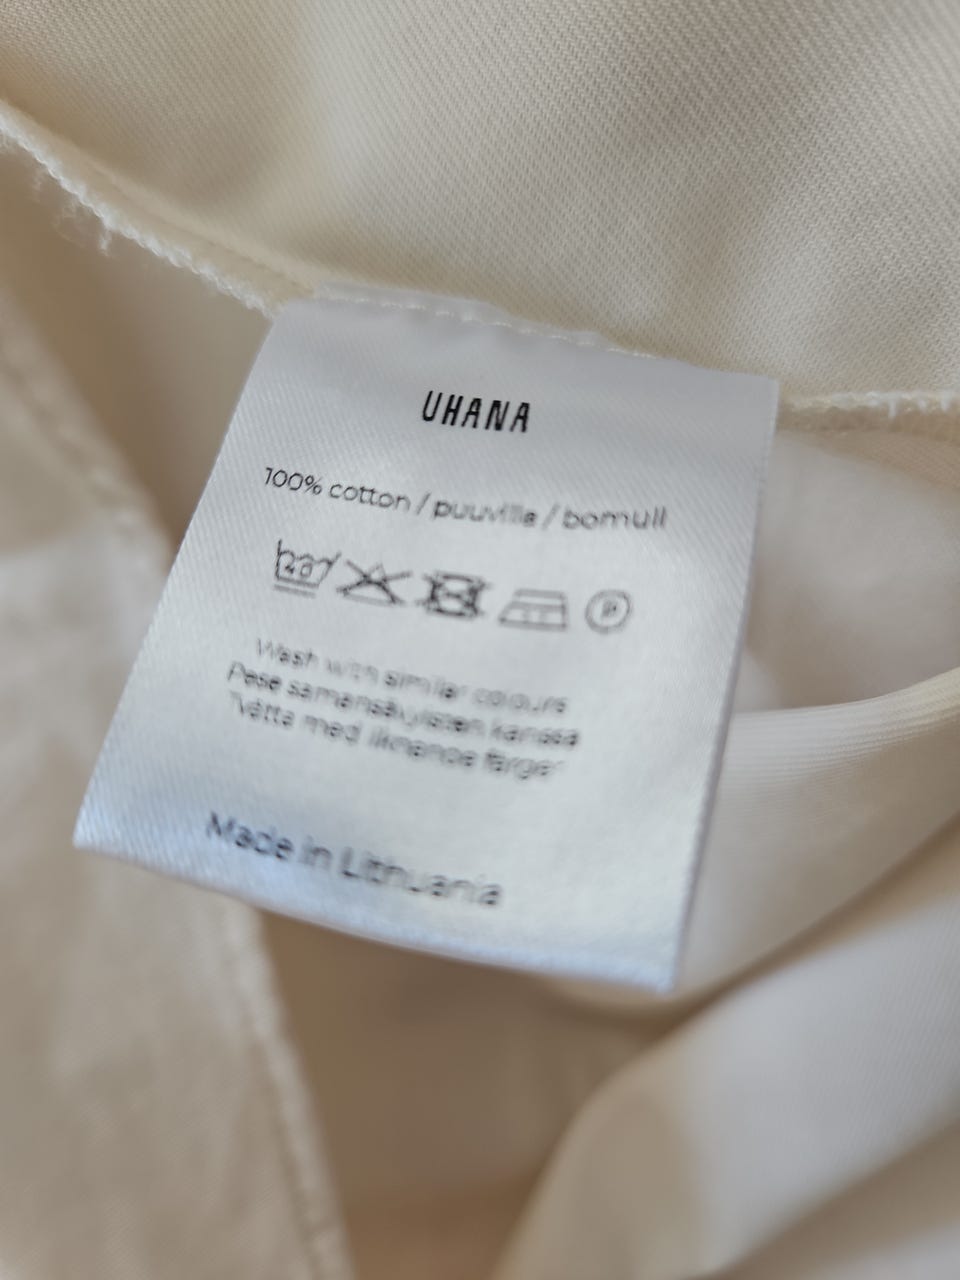 UHANA
100% cotton / puuvilla / bomull
P
Wash with similar colours
Pese samansävyisten kanssa
Tvätta med liknande färger
Made in Lithuania